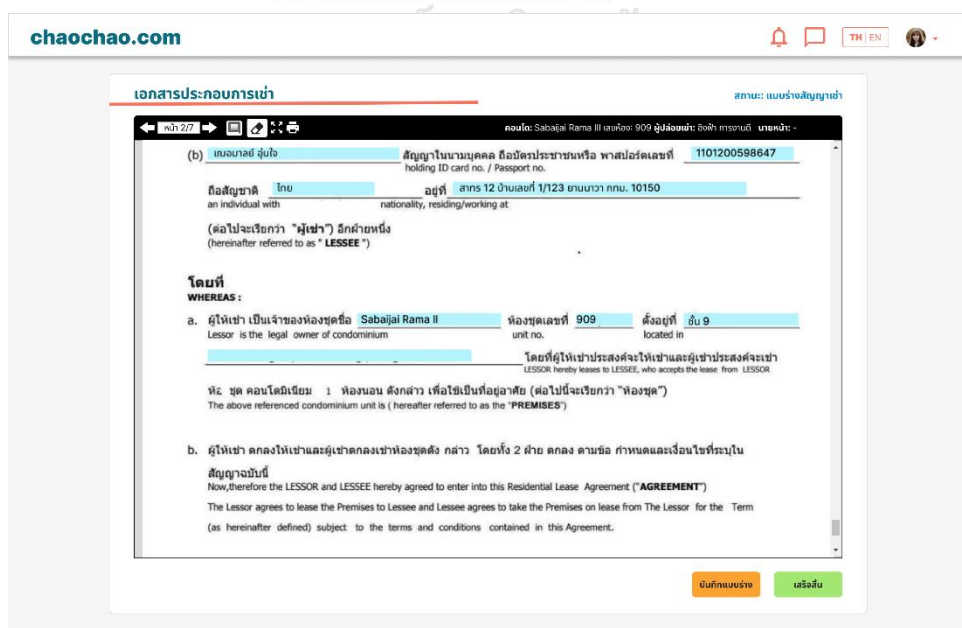 chaochao.com
TH EN
เอกสารประกอบการเช่า
สถานะ: แบบร่างสัญญาเช่า
หน้า 2/7
คอนโด: Sabaijai Rama III เลขห้อง: 909 ผู้ปล่อยเช่า: อิงฟ้า การงานดี นายหน้า: -
(b) เฌอมาลย์ อุ่นใจ สัญญาในนามบุคคล ถือบัตรประชาชนหรือ พาสปอร์ตเลขที่ 1101200598647
holding ID card no. / Passport no.
ถือสัญชาติ ไทย อยู่ที่ สาทร 12 บ้านเลขที่ 1/123 ยานนาวา กทม. 10150
an individual with nationality, residing/working at
(ต่อไปจะเรียกว่า "ผู้เช่า") อีกฝ่ายหนึ่ง
(hereinafter referred to as " LESSEE ")
โดยที่
WHEREAS :
a. ผู้ให้เช่า เป็นเจ้าของห้องชุดชื่อ Sabaijai Rama II ห้องชุดเลขที่ 909 ตั้งอยู่ที่ ชั้น 9
Lessor is the legal owner of condominium unit no. located in
โดยที่ผู้ให้เช่าประสงค์จะให้เช่าและผู้เช่าประสงค์จะเช่า
LESSOR hereby leases to LESSEE, who accepts the lease from LESSOR
ชุด คอนโดมิเนียม 1 ห้องนอน ดังกล่าว เพื่อใช้เป็นที่อยู่อาศัย (ต่อไปนี้จะเรียกว่า "ห้องชุด")
The above referenced condominium unit is ( hereafter referred to as the "PREMISES")
b. ผู้ให้เช่า ตกลงให้เช่าและผู้เช่าตกลงเช่าห้องชุดดัง กล่าว โดยทั้ง 2 ฝ่าย ตกลง ตามข้อ กำหนดและเงื่อนไขที่ระบุใน
สัญญาฉบับนี้
Now,therefore the LESSOR and LESSEE hereby agreed to enter into this Residential Lease Agreement ("AGREEMENT")
The Lessor agrees to lease the Premises to Lessee and Lessee agrees to take the Premises on lease from The Lessor for the Term
(as hereinafter defined) subject to the terms and conditions contained in this Agreement.
บันทึกแบบร่าง
เสร็จสิ้น